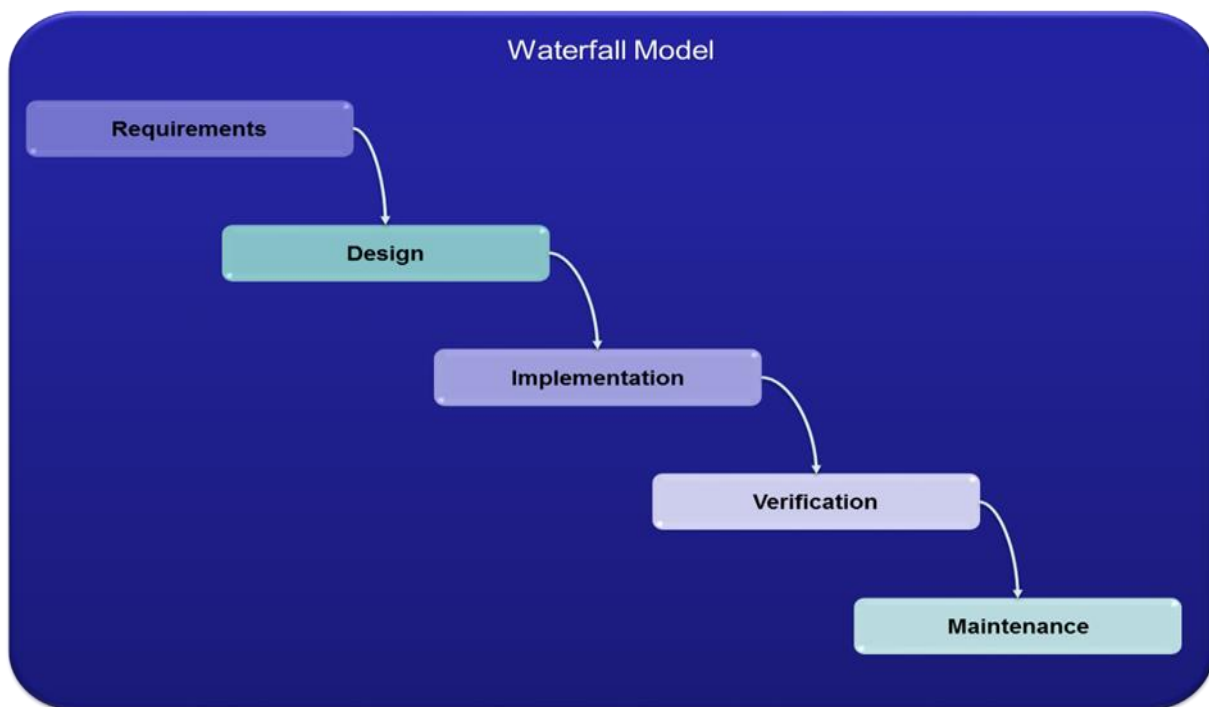 Waterfall Model
Requirements
Design
Implementation
Verification
Maintenance